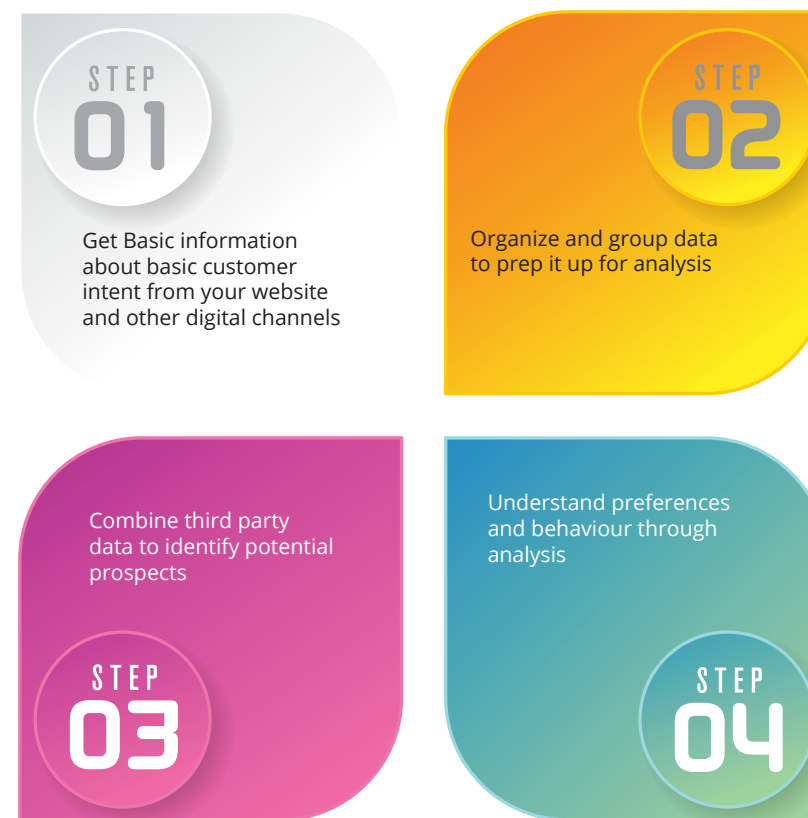 STEP
01
Get Basic information
about basic customer
intent from your website
and other digital channels
STEP
02
Organize and group data
to prep it up for analysis
Combine third party
data to identify potential
prospects
STEP
03
Understand preferences
and behaviour through
analysis
STEP
04